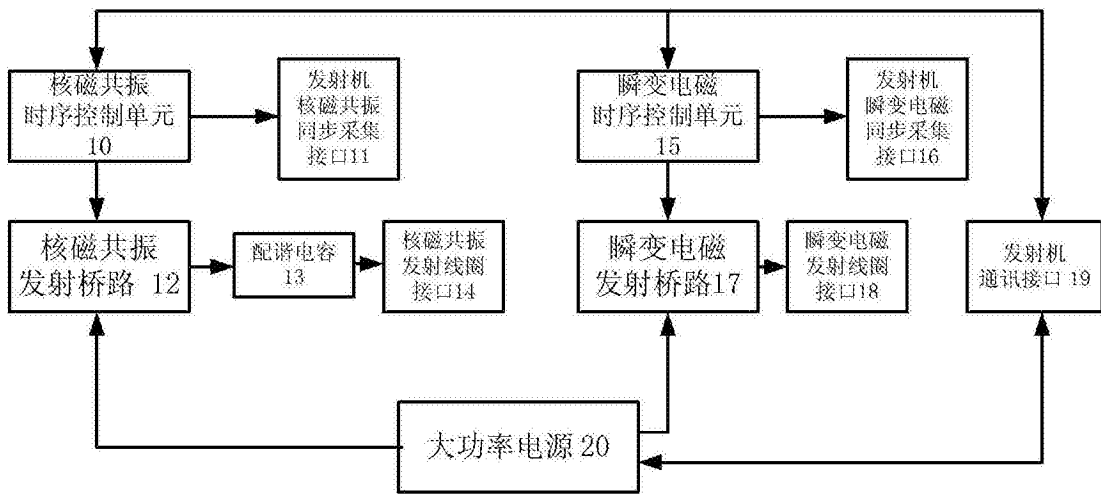 核磁共振
时序控制单元
10
发射机
核磁共振
同步采集
接口11
瞬变电磁
时序控制单元
15
发射机
瞬变电磁
同步采集
接口16
核磁共振
发射桥路 12
配谐电容
13
核磁共振
发射线圈
接口14
瞬变电磁
发射桥路17
瞬变电磁
发射线圈
接口18
发射机
通讯接口 19
大功率电源 20